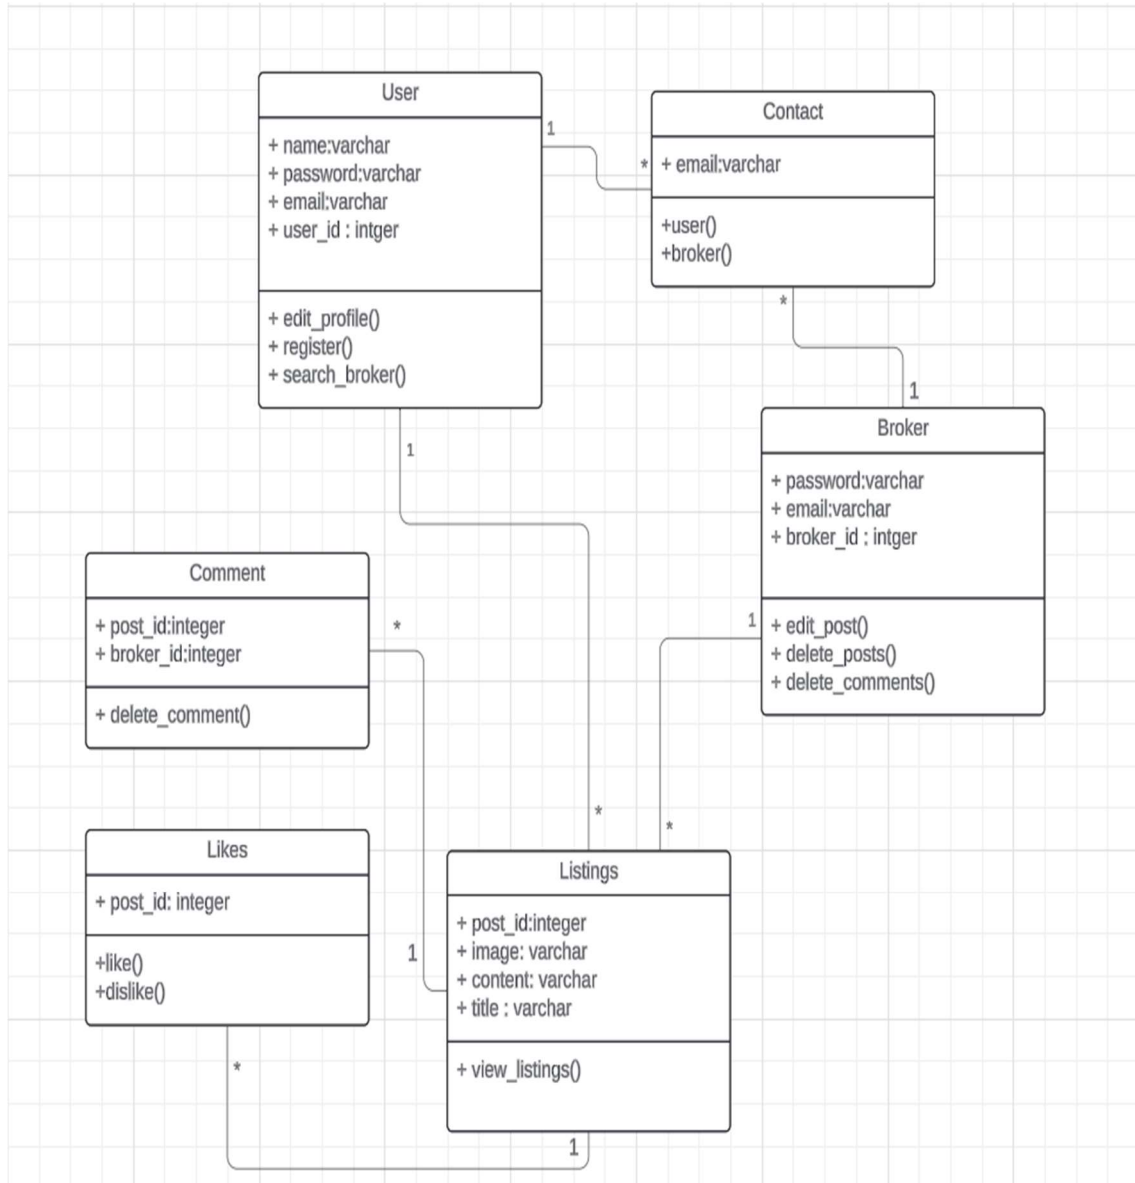 User
+ name:varchar
+ password:varchar
+ email:varchar
+ user_id : intger
+ edit_profile()
+ register()
+ search_broker()
1
1
*
Contact
+ email:varchar
+user()
+broker()
*
1
Broker
+ password:varchar
+ email:varchar
+ broker_id : intger
+ edit_post()
+ delete_posts()
+ delete_comments()
1
Comment
+ post_id:integer
+ broker_id:integer
+ delete_comment()
*
*
*
Likes
+ post_id: integer
+like()
+dislike()
*
1
Listings
+ post_id:integer
+ image: varchar
+ content: varchar
+ title : varchar
+ view_listings()
1